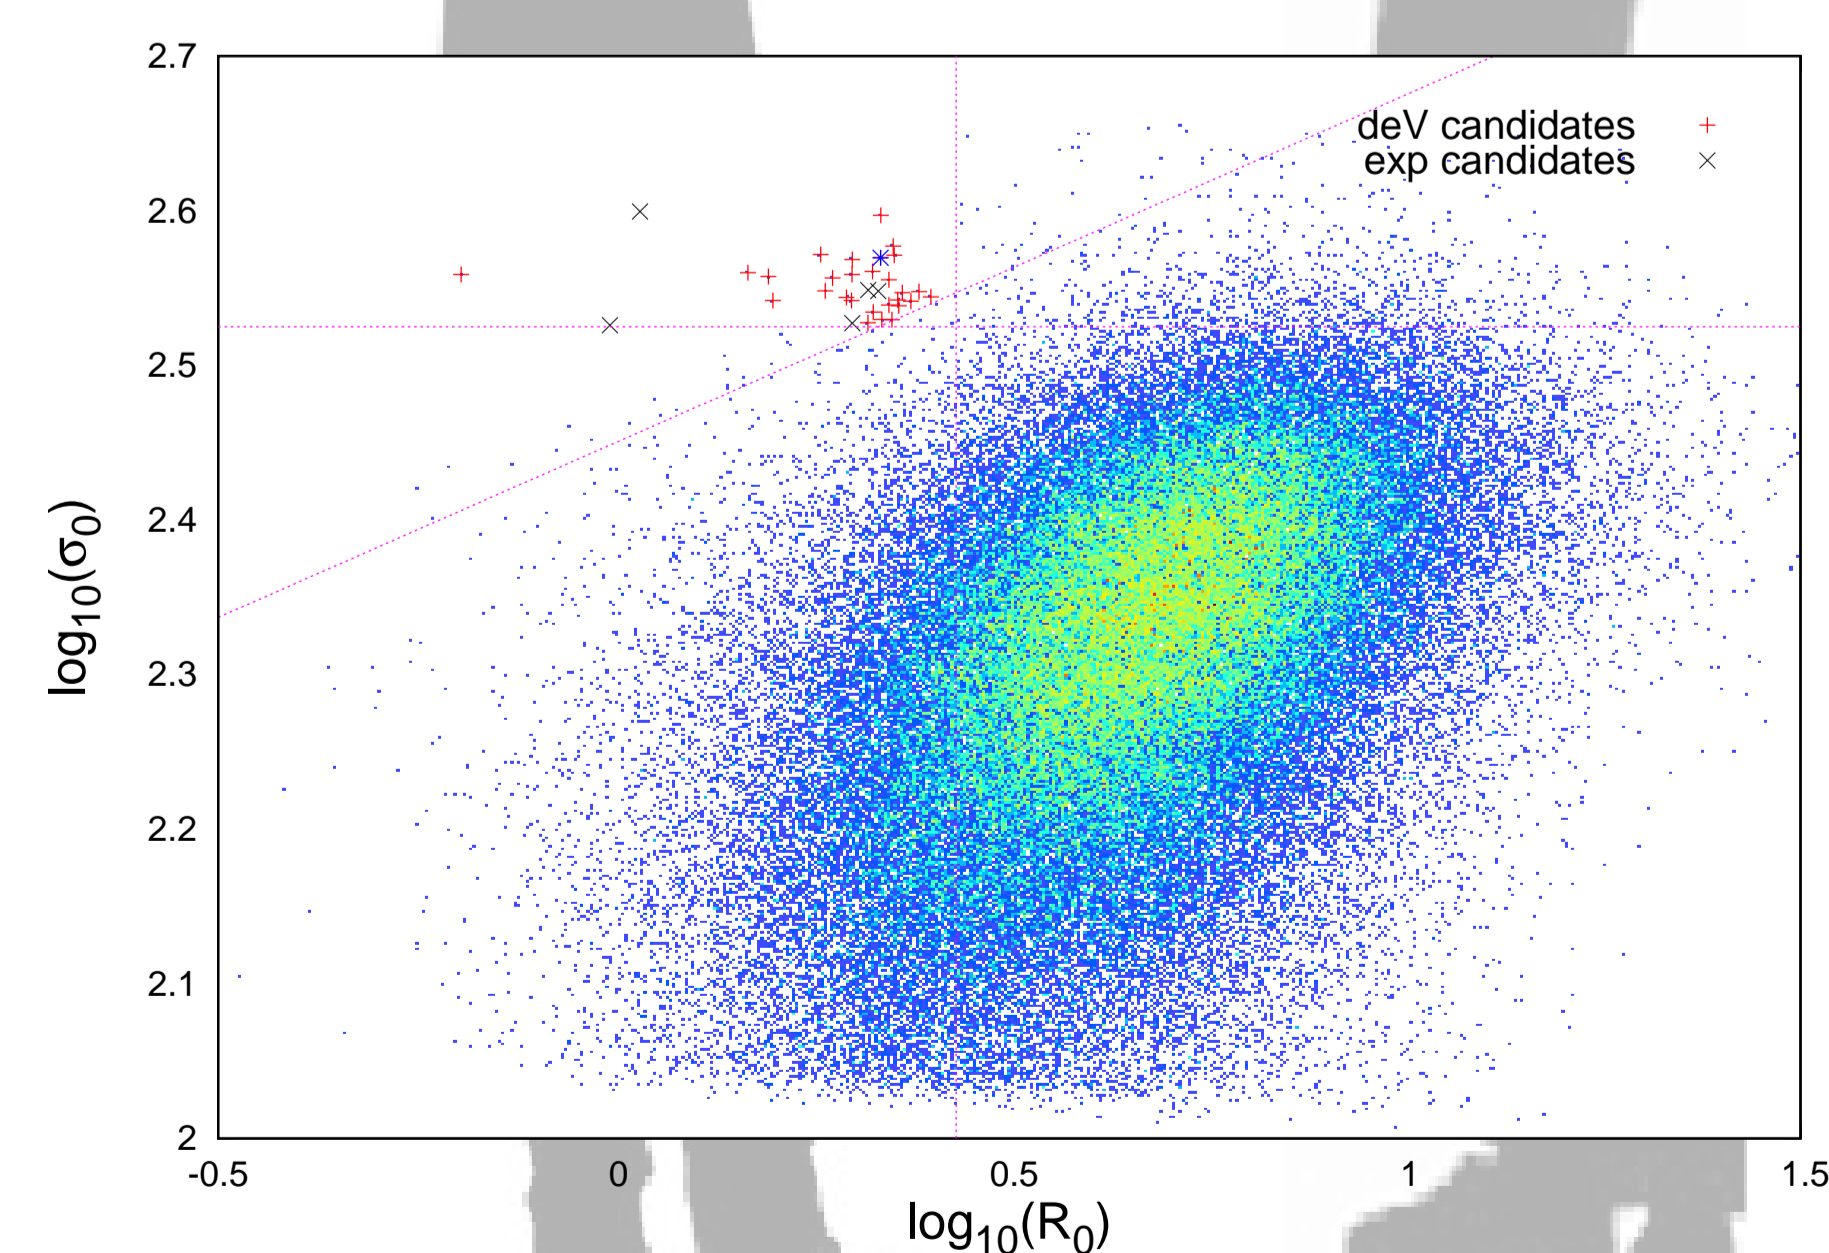 2.7
deV candidates
exp candidates
2.6
2.5
2.4
log10(σ0)
2.3
2.2
2.1
2
-0.5 0 0.5 1 1.5
log10(R0)